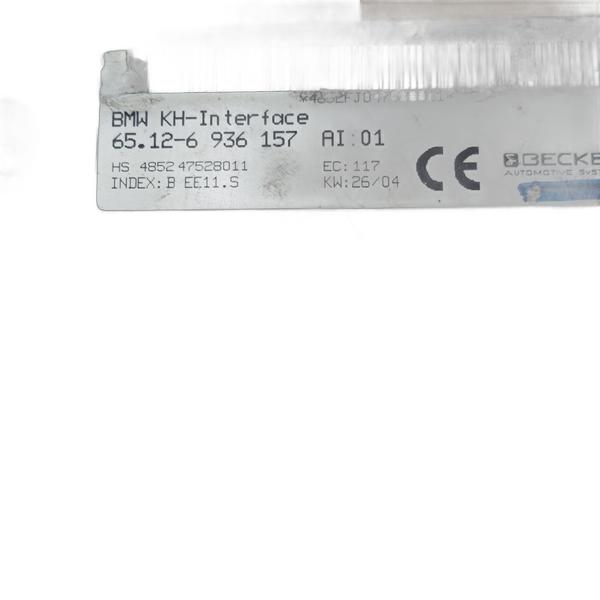 BMW KH-Interface
65.12-6 936 157 AI:01
HS 4852 47528011 EC: 117
INDEX: B EE11.S KW: 26/04
CE
BECKE
AUTOMOTIVE SYST